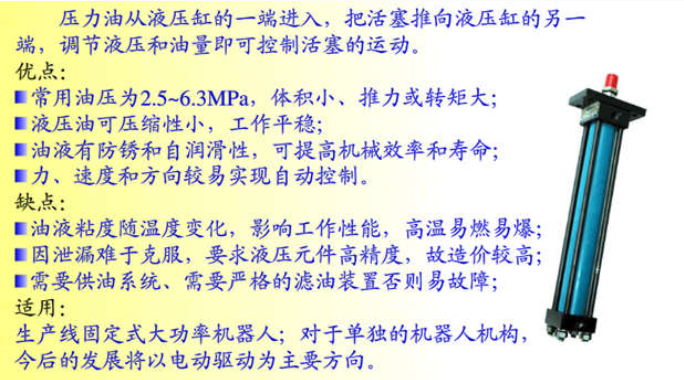 压力油从液压缸的一端进入，把活塞推向液压缸的另一
端，调节液压和油量即可控制活塞的运动。
优点：
常用油压为2.5~6.3MPa，体积小、推力或转矩大；
液压油可压缩性小，工作平稳；
油液有防锈和自润滑性，可提高机械效率和寿命；
力、速度和方向较易实现自动控制。
缺点：
油液粘度随温度变化，影响工作性能，高温易燃易爆；
因泄漏难于克服，要求液压元件高精度，故造价较高；
需要供油系统、需要严格的滤油装置否则易故障；
适用：
生产线固定式大功率机器人；对于单独的机器人机构，
今后的发展将以电动驱动为主要方向。